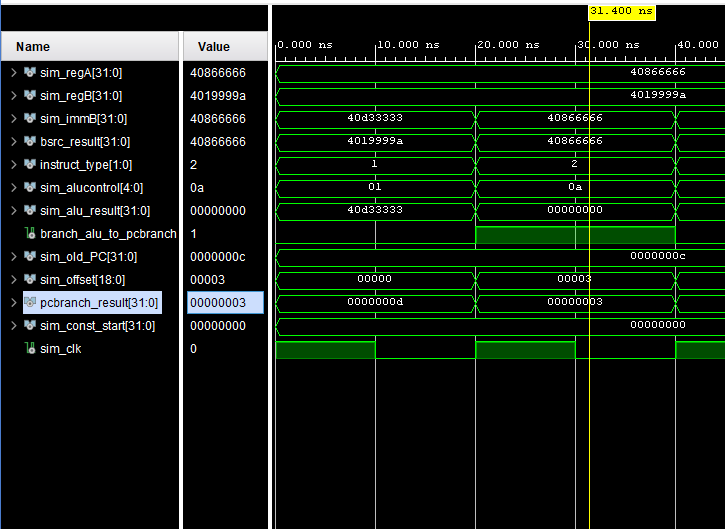 31.400 ns
Name Value
0.000 ns 10.000 ns 20.000 ns 30.000 ns 40.000
sim_regA[31:0] 40866666 40866666
sim_regB[31:0] 4019999a 4019999a
sim_immB[31:0] 40866666 40d33333 40866666
bsrc_result[31:0] 40866666 4019999a 40866666
instruct_type[1:0] 2 1 2
sim_alucontrol[4:0] 0a 01 0a
sim_alu_result[31:0] 00000000 40d33333 00000000
branch_alu_to_pcbranch 1
sim_old_PC[31:0] 0000000c 0000000c
sim_offset[18:0] 00003 00000 00003
pcbranch_result[31:0] 00000003 0000000d 00000003
sim_const_start[31:0] 00000000 00000000
sim_clk 0